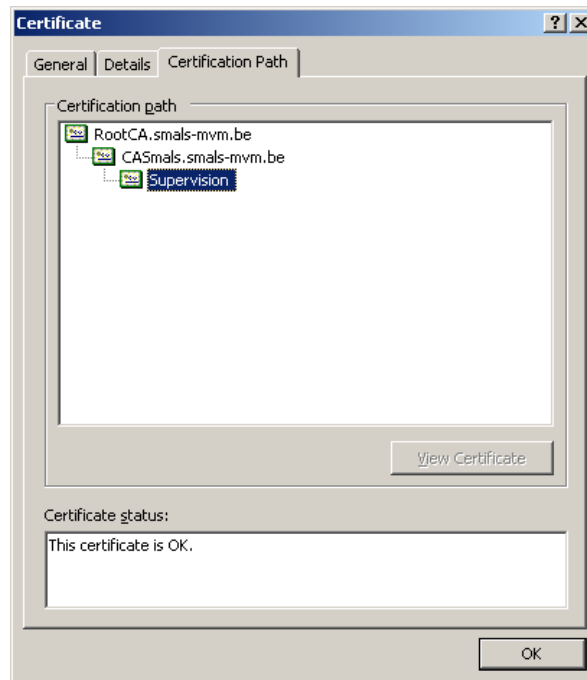 Certificate
General Details Certification Path
Certification path
RootCA.smals-mvm.be
CASmals.smals-mvm.be
Supervision
View Certificate
Certificate status:
This certificate is OK.
OK